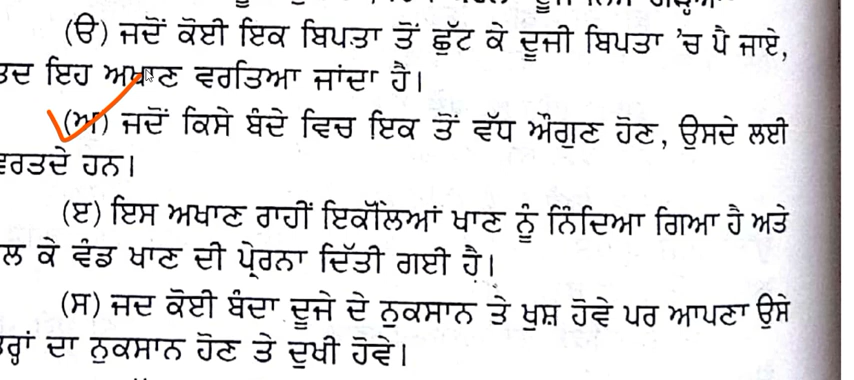 (ੳ) ਜਦੋਂ ਕੋਈ ਇਕ ਬਿਪਤਾ ਤੋਂ ਛੁੱਟ ਕੇ ਦੂਜੀ ਬਿਪਤਾ ’ਚ ਪੈ ਜਾਏ,
ਤਦ ਇਹ ਅਖਾਣ ਵਰਤਿਆ ਜਾਂਦਾ ਹੈ।
(ਅ) ਜਦੋਂ ਕਿਸੇ ਬੰਦੇ ਵਿਚ ਇਕ ਤੋਂ ਵੱਧ ਔਗੁਣ ਹੋਣ, ਉਸਦੇ ਲਈ
ਵਰਤਦੇ ਹਨ।
(ੲ) ਇਸ ਅਖਾਣ ਰਾਹੀਂ ਇਕੱਲਿਆਂ ਖਾਣ ਨੂੰ ਨਿੰਦਿਆ ਗਿਆ ਹੈ ਅਤੇ
ਲ ਕੇ ਵੰਡ ਖਾਣ ਦੀ ਪ੍ਰੇਰਨਾ ਦਿੱਤੀ ਗਈ ਹੈ।
(ਸ) ਜਦ ਕੋਈ ਬੰਦਾ ਦੂਜੇ ਦੇ ਨੁਕਸਾਨ ਤੇ ਖੁਸ਼ ਹੋਵੇ ਪਰ ਆਪਣਾ ਉਸੇ
ਤਰ੍ਹਾਂ ਦਾ ਨੁਕਸਾਨ ਹੋਣ ਤੇ ਦੁਖੀ ਹੋਵੇ।